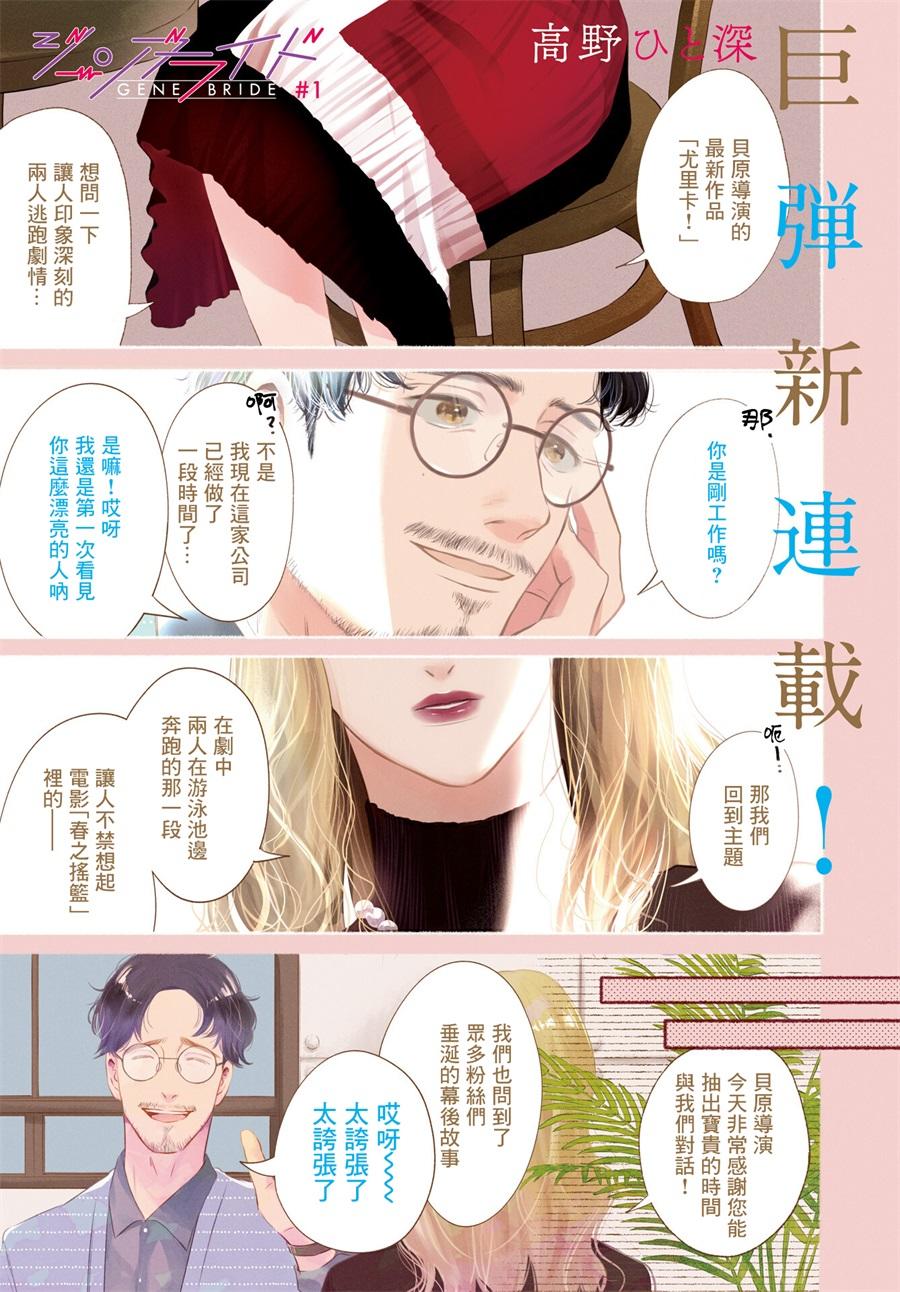 ジーンブライド
GENE BRIDE #1
高野ひと深
巨弾新連載！
貝原導演的
最新作品
「尤里卡！」
想問一下
讓人印象深刻的
兩人逃跑劇情…
那？
你是剛工作嗎？
啊？
不是
我現在這家公司
已經做了
一段時間了…
是嘛！哎呀
我還是第一次看見
你這麼漂亮的人吶
呃ー…
那我們
回到主題
在劇中
兩人在游泳池邊
奔跑的那一段
讓人不禁想起
電影「春之搖籃」
裡的——
貝原導演
今天非常感謝您能
抽出寶貴的時間
與我們對話！
我們也問到了
眾多粉絲們
垂涎的幕後故事
哎呀~~~
太誇張了
太誇張了